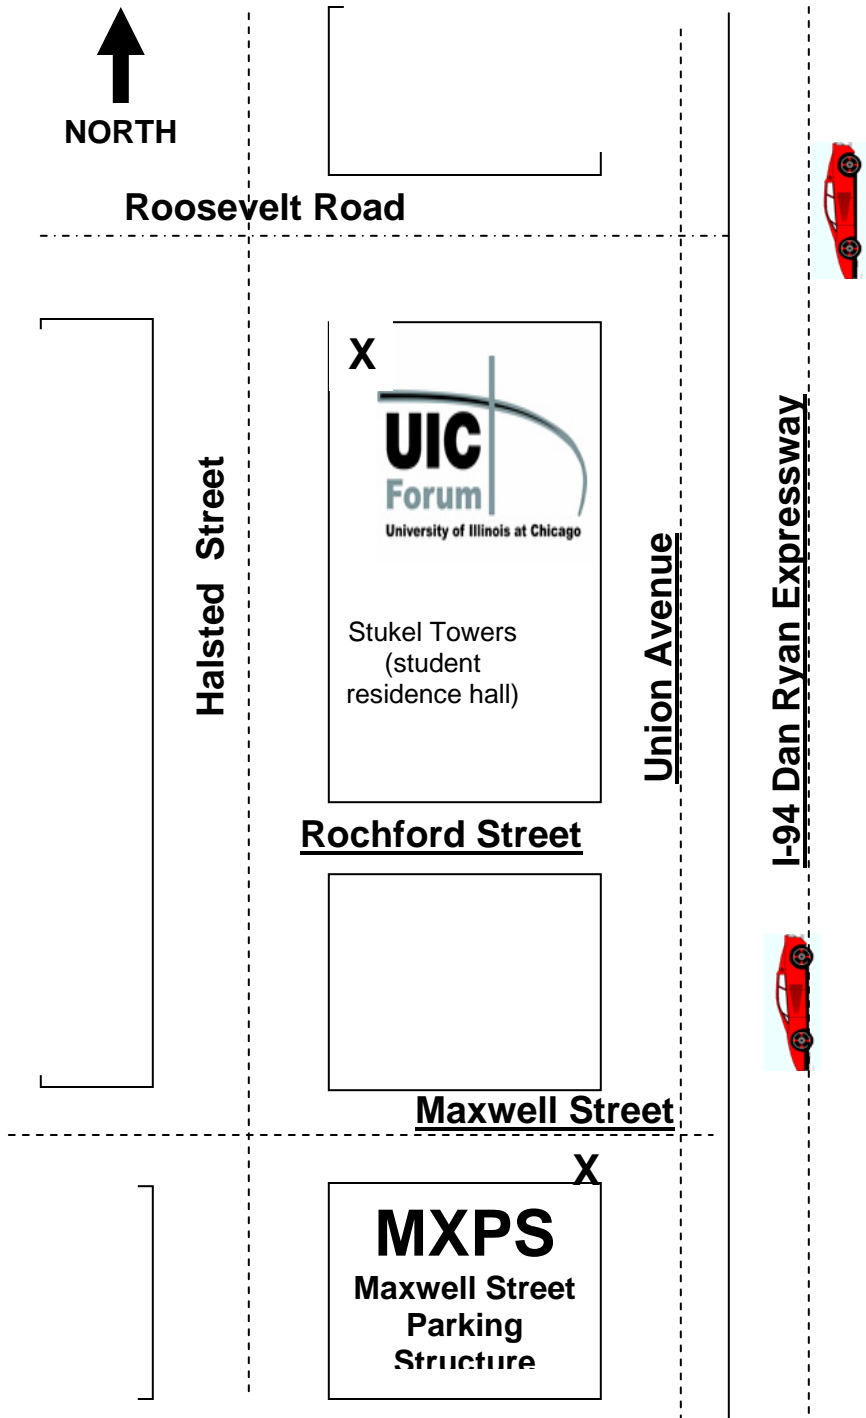 NORTH
Roosevelt Road
X
UIC
Forum
University of Illinois at Chicago
Halsted Street
Stukel Towers
(student
residence hall)
Union Avenue
I-94 Dan Ryan Expressway
Rochford Street
Maxwell Street
X
MXPS
Maxwell Street
Parking
Structure